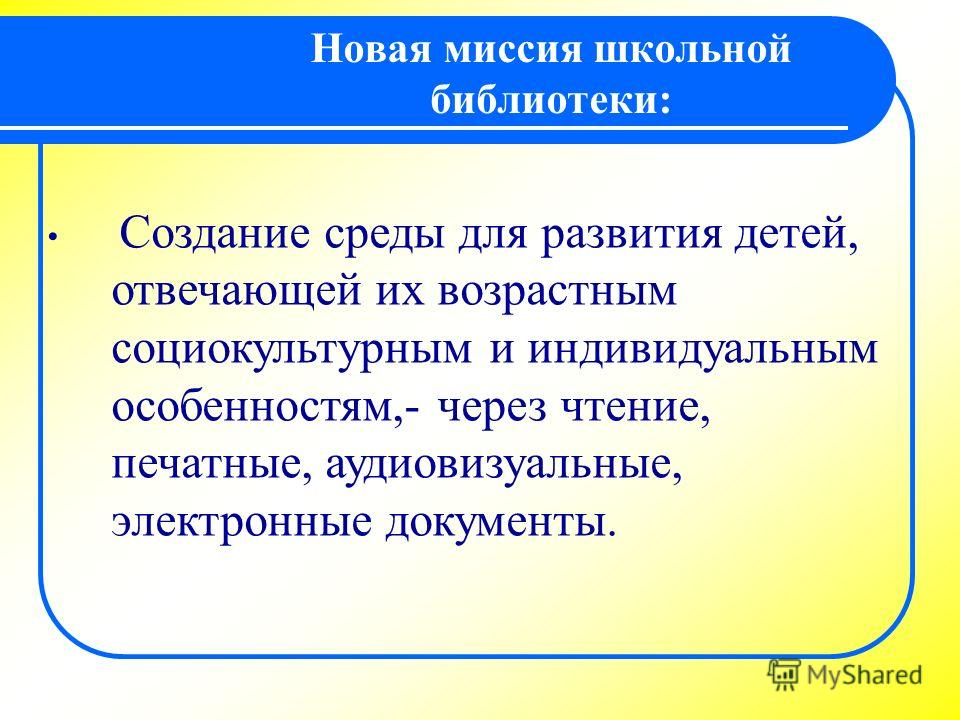 Новая миссия школьной
библиотеки:
• Создание среды для развития детей,
отвечающей их возрастным
социокультурным и индивидуальным
особенностям,- через чтение,
печатные, аудиовизуальные,
электронные документы.
MyShared